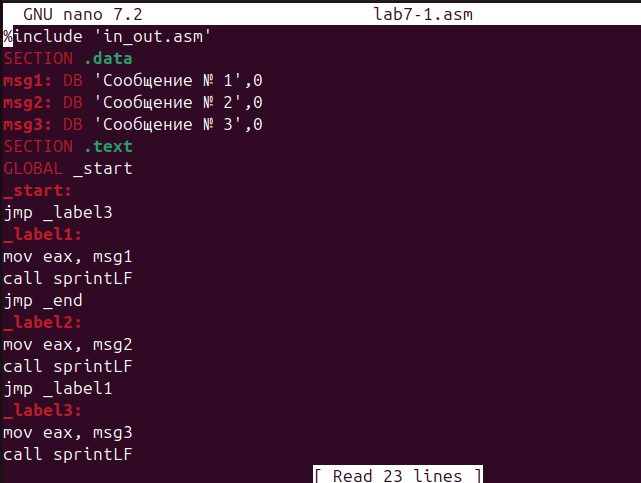 GNU nano 7.2 lab7-1.asm
%include 'in_out.asm'
SECTION .data
msg1: DB 'Сообщение № 1',0
msg2: DB 'Сообщение № 2',0
msg3: DB 'Сообщение № 3',0
SECTION .text
GLOBAL _start
_start:
jmp _label3
_label1:
mov eax, msg1
call sprintLF
jmp _end
_label2:
mov eax, msg2
call sprintLF
jmp _label1
_label3:
mov eax, msg3
call sprintLF
[ Read 23 lines ]